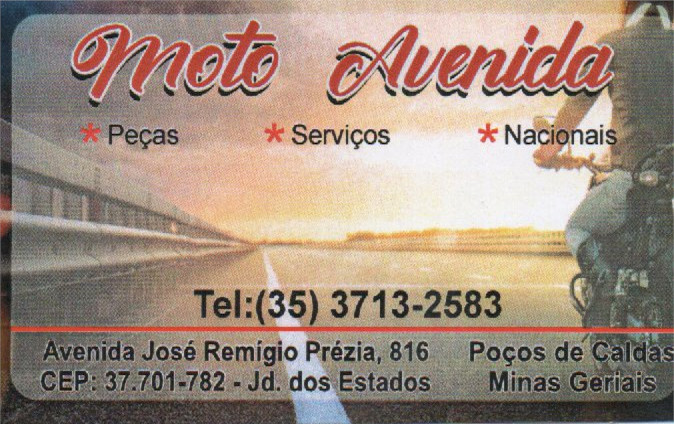 Moto Avenida
* Peças * Serviços * Nacionais
Tel:(35) 3713-2583
Avenida José Remígio Prézia, 816 Poços de Caldas
CEP: 37.701-782 - Jd. dos Estados Minas Geriais